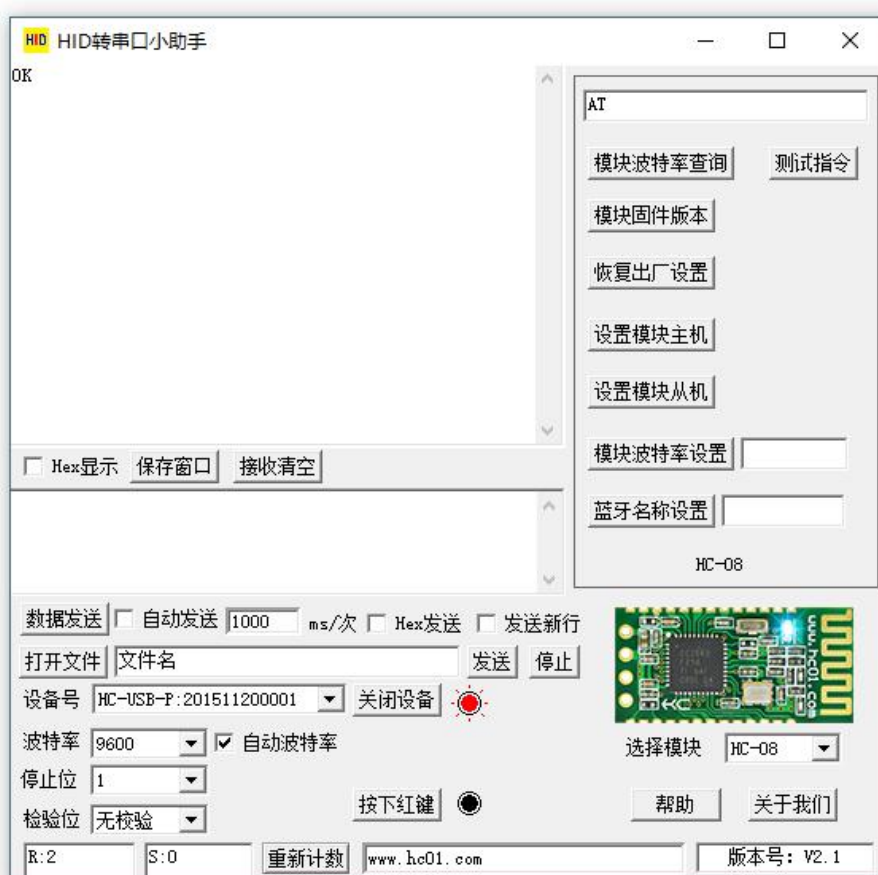 HID HID转串口小助手
OK
AT
模块波特率查询 测试指令
模块固件版本
恢复出厂设置
设置模块主机
设置模块从机
模块波特率设置
蓝牙名称设置
HC-08
Hex显示 保存窗口 接收清空
数据发送 自动发送 1000 ms/次 Hex发送 发送新行
打开文件 文件名 发送 停止
设备号 HC-USB-P:201511200001 关闭设备
波特率 9600 自动波特率
停止位 1
检验位 无校验
按下红键
www.hc01.com
HC
选择模块 HC-08
帮助 关于我们
R:2 S:0 重新计数 www.hc01.com 版本号: V2.1